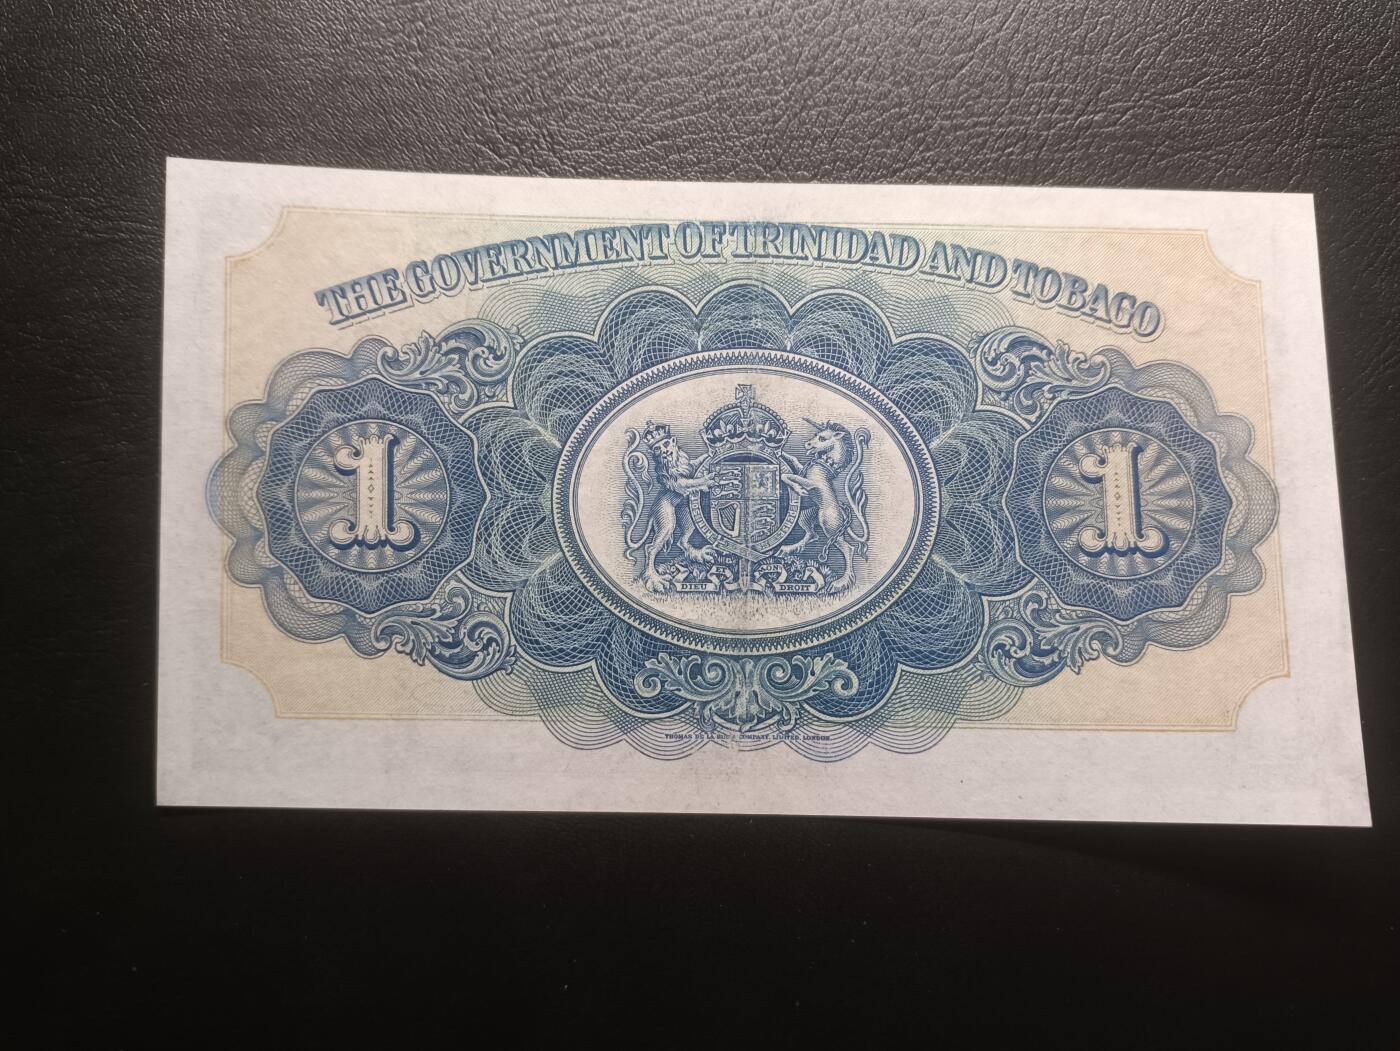 THE GOVERNMENT OF TRINIDAD AND TOBAGO
1 1
DIEU ET MON DROIT
THOMAS DE LA RUE & COMPANY, LIMITED, LONDON.